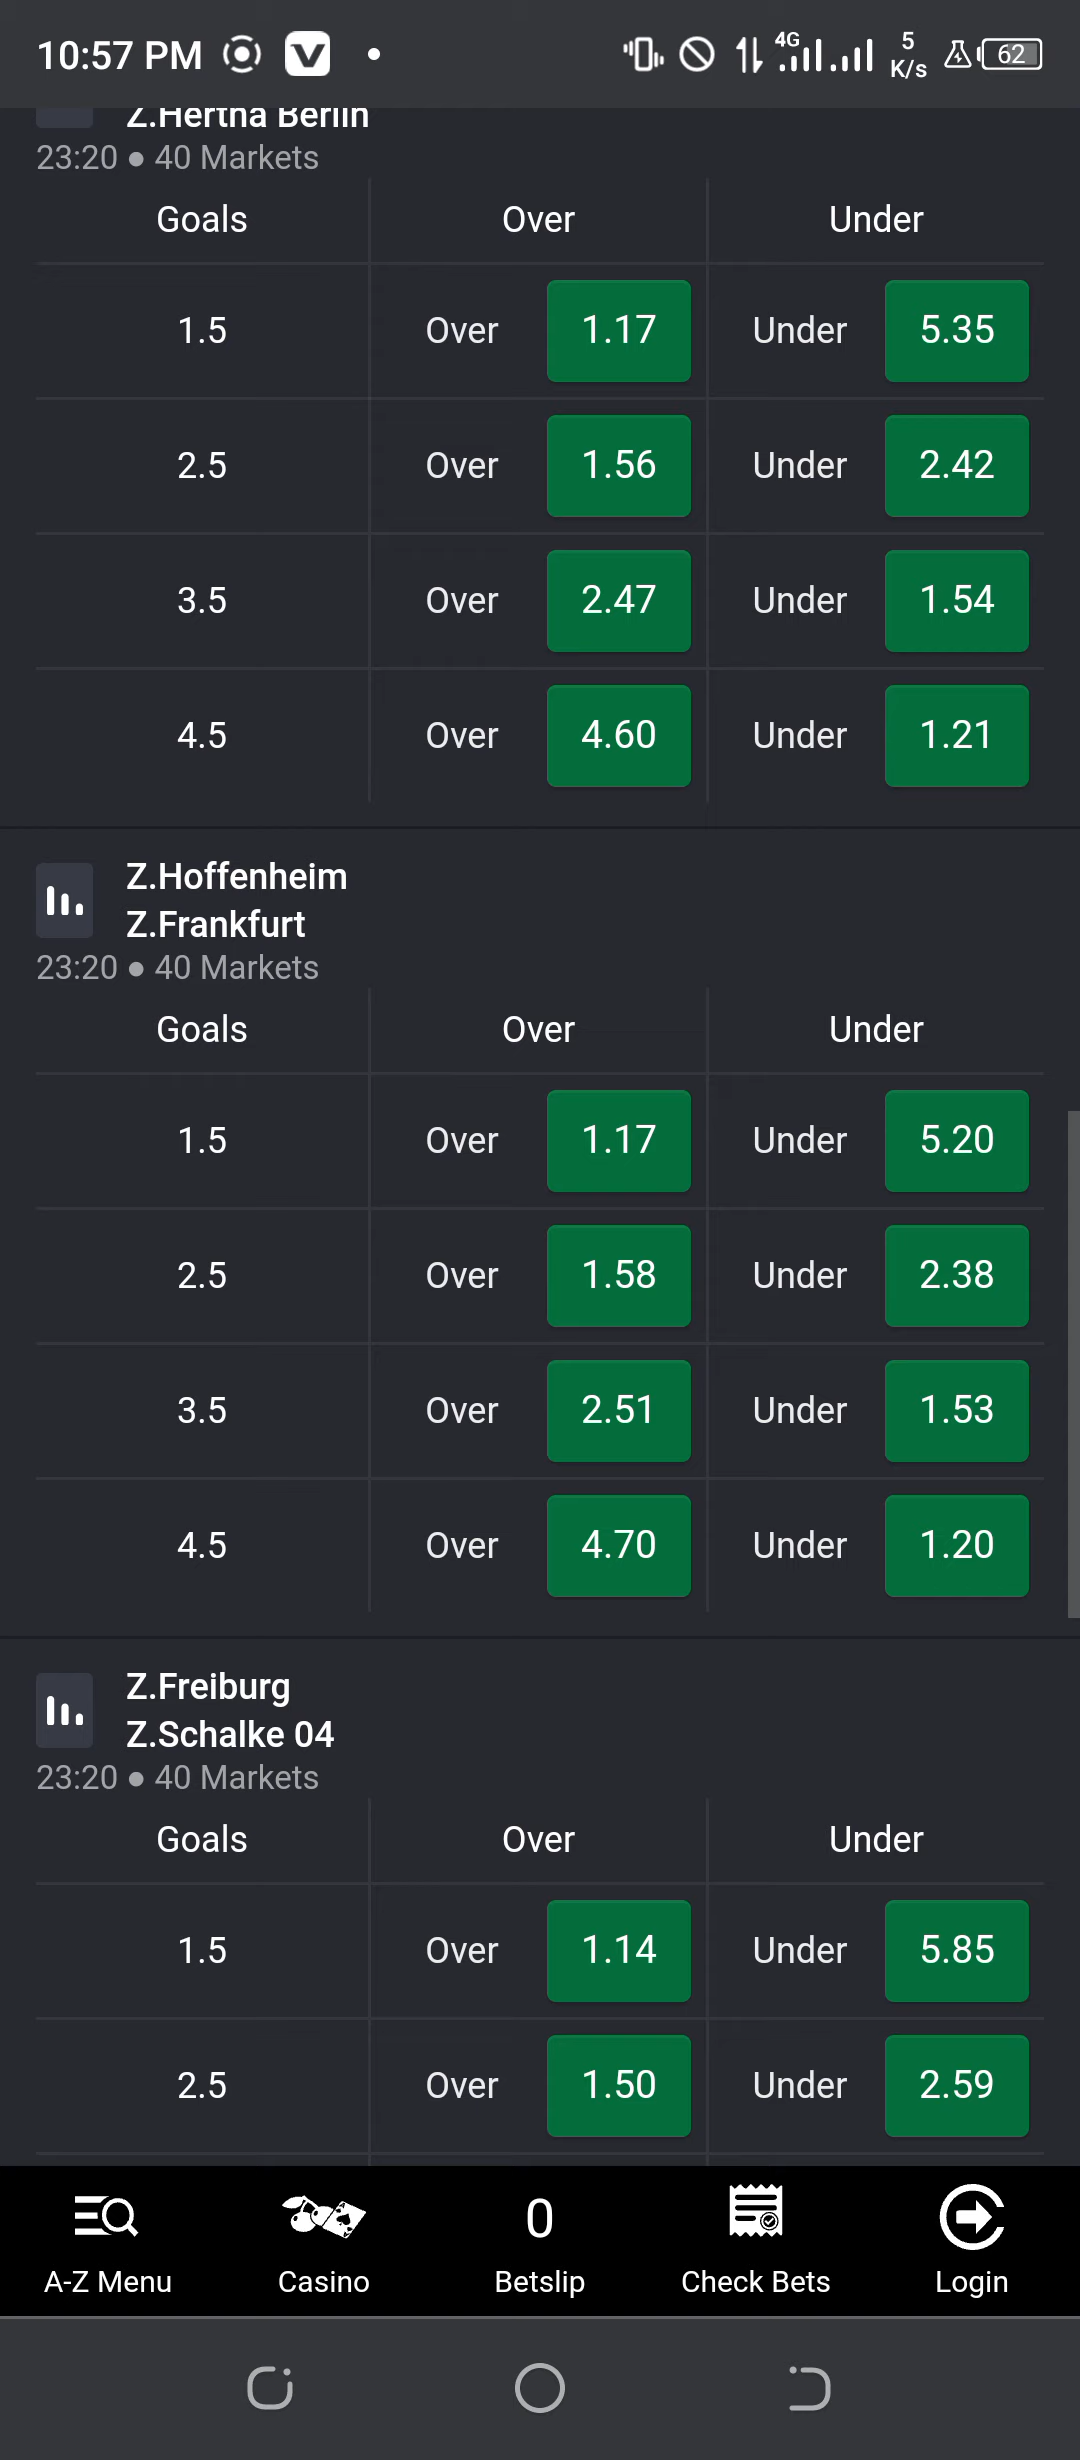 10:57 PM
4G 5 K/s 62
Z.Hertha Berlin
23:20 ● 40 Markets
Goals Over Under
1.5 Over 1.17 Under 5.35
2.5 Over 1.56 Under 2.42
3.5 Over 2.47 Under 1.54
4.5 Over 4.60 Under 1.21
Z.Hoffenheim
Z.Frankfurt
23:20 ● 40 Markets
Goals Over Under
1.5 Over 1.17 Under 5.20
2.5 Over 1.58 Under 2.38
3.5 Over 2.51 Under 1.53
4.5 Over 4.70 Under 1.20
Z.Freiburg
Z.Schalke 04
23:20 ● 40 Markets
Goals Over Under
1.5 Over 1.14 Under 5.85
2.5 Over 1.50 Under 2.59
0
A-Z Menu Casino Betslip Check Bets Login